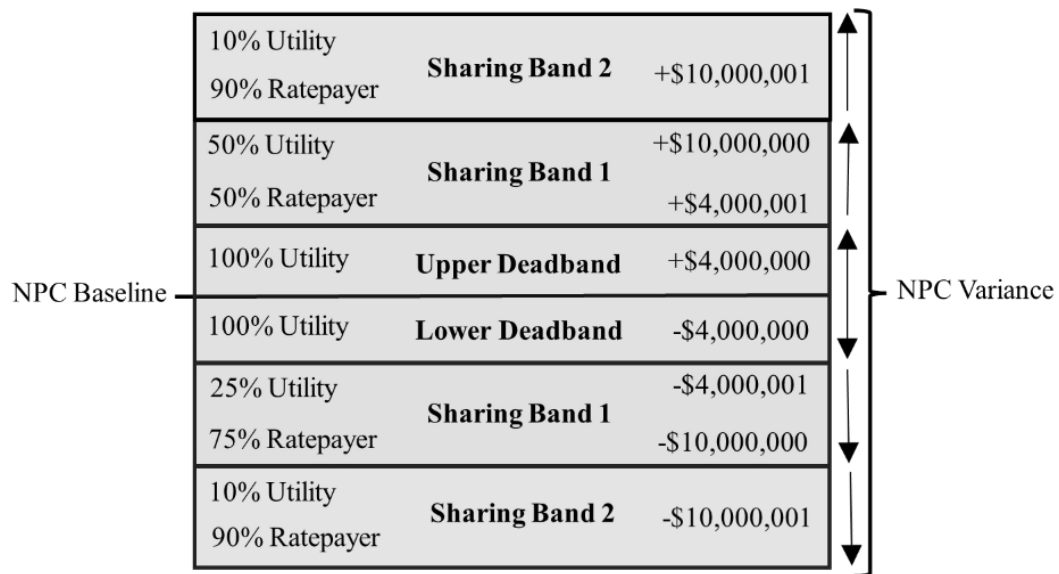 10% Utility
Sharing Band 2
+$10,000,001
90% Ratepayer
50% Utility
+$10,000,000
Sharing Band 1
50% Ratepayer
+$4,000,001
100% Utility
Upper Deadband
+$4,000,000
NPC Baseline
NPC Variance
100% Utility
Lower Deadband
-$4,000,000
25% Utility
-$4,000,001
Sharing Band 1
75% Ratepayer
-$10,000,000
10% Utility
Sharing Band 2
-$10,000,001
90% Ratepayer